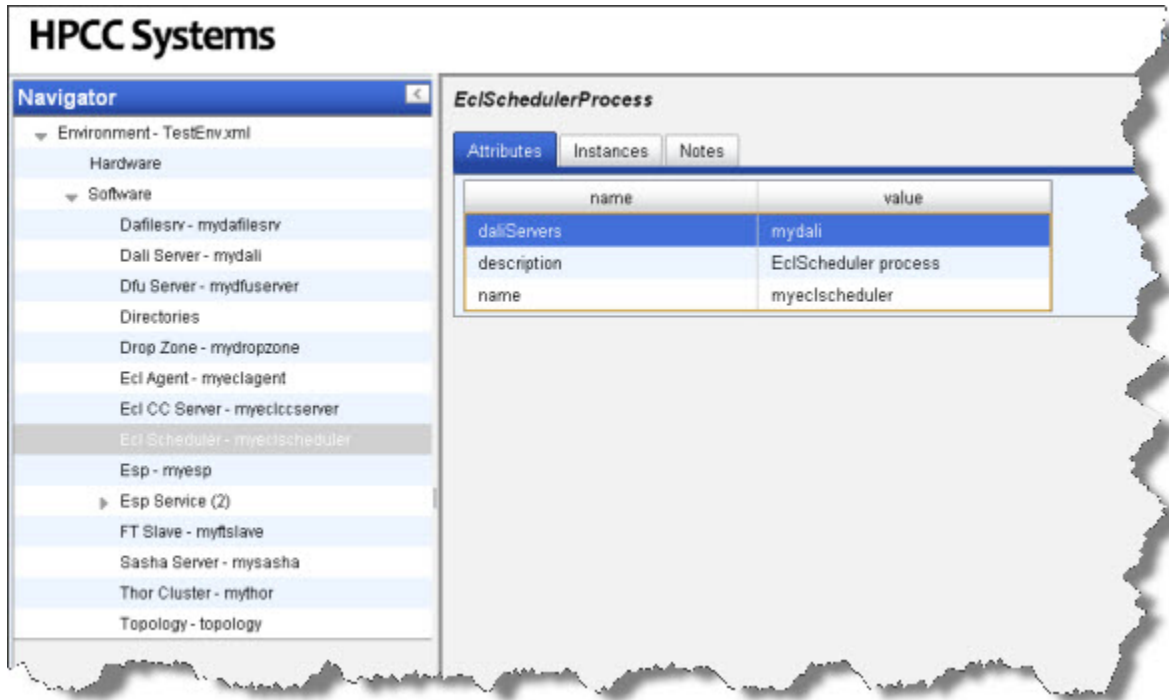 HPCC Systems
Navigator
Environment - TestEnv.xml
Hardware
Software
Dafilesrv - mydafilesrv
Dali Server - mydali
Dfu Server - mydfuserver
Directories
Drop Zone - mydropzone
Ecl Agent - myeclagent
Ecl CC Server - myeclccserver
Ecl Scheduler - myeclscheduler
Esp - myesp
Esp Service (2)
FT Slave - myftslave
Sasha Server - mysasha
Thor Cluster - mythor
Topology - topology
EclSchedulerProcess
Attributes Instances Notes
name value
daliServers mydali
description EclScheduler process
name myeclscheduler